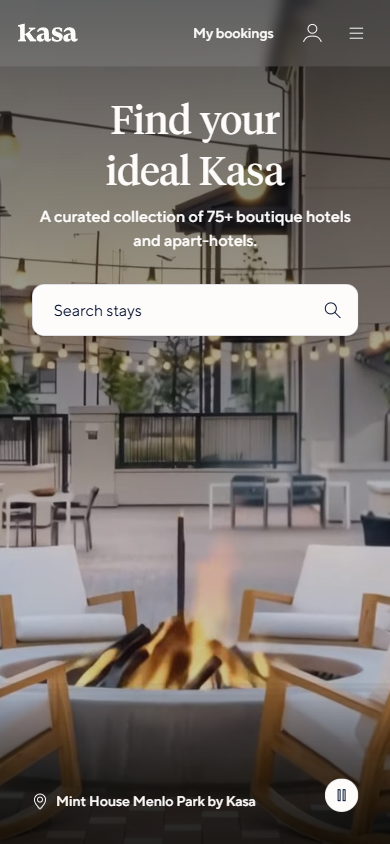 kasa
My bookings
Find your
ideal Kasa
A curated collection of 75+ boutique hotels
and apart-hotels.
Search stays
Mint House Menlo Park by Kasa